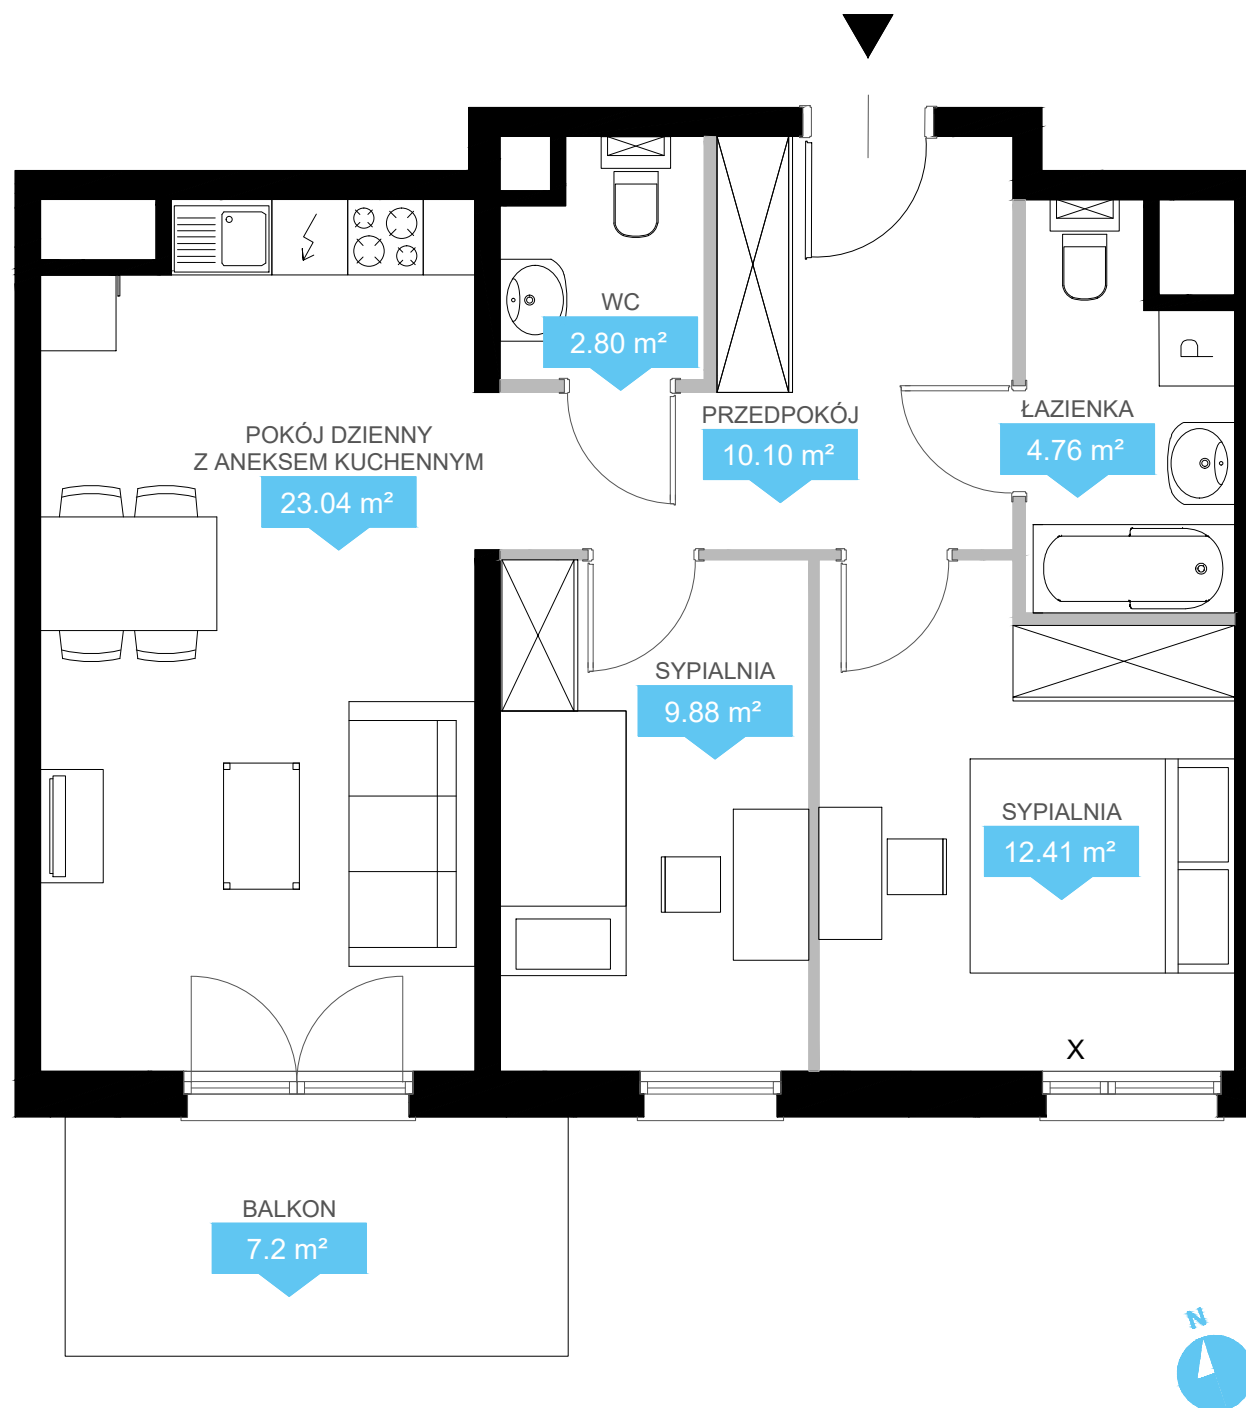 WC
2.80 m²
PRZEDPOKÓJ
10.10 m²
ŁAZIENKA
4.76 m²
P
POKÓJ DZIENNY
Z ANEKSEM KUCHENNYM
23.04 m²
SYPIALNIA
9.88 m²
SYPIALNIA
12.41 m²
X
BALKON
7.2 m²
N